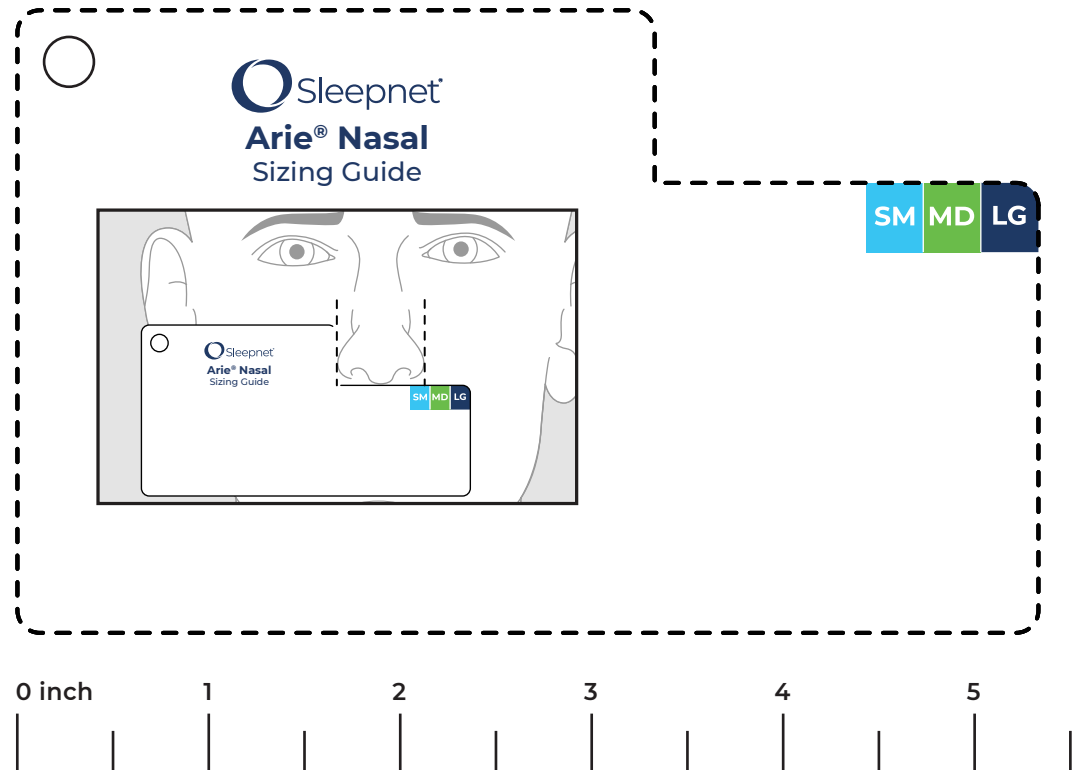 Sleepnet
Arie® Nasal
Sizing Guide
SM MD LG
Sleepnet
Arie® Nasal
Sizing Guide
SM MD LG
0 inch 1 2 3 4 5